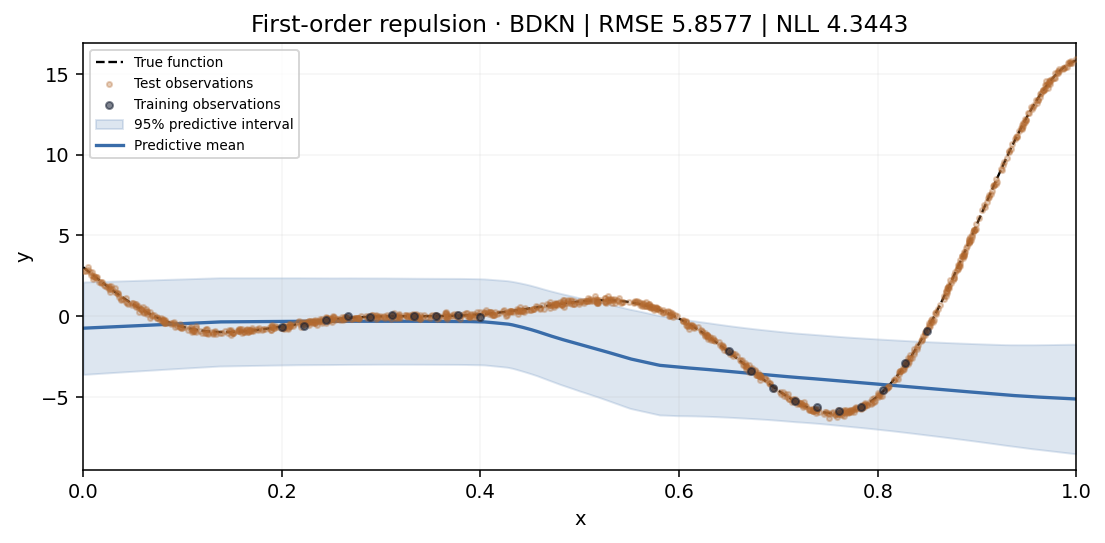 First-order repulsion · BDKN | RMSE 5.8577 | NLL 4.3443
True function
Test observations
Training observations
95% predictive interval
Predictive mean
15
10
5
0
−5
y
0.0 0.2 0.4 0.6 0.8 1.0
x